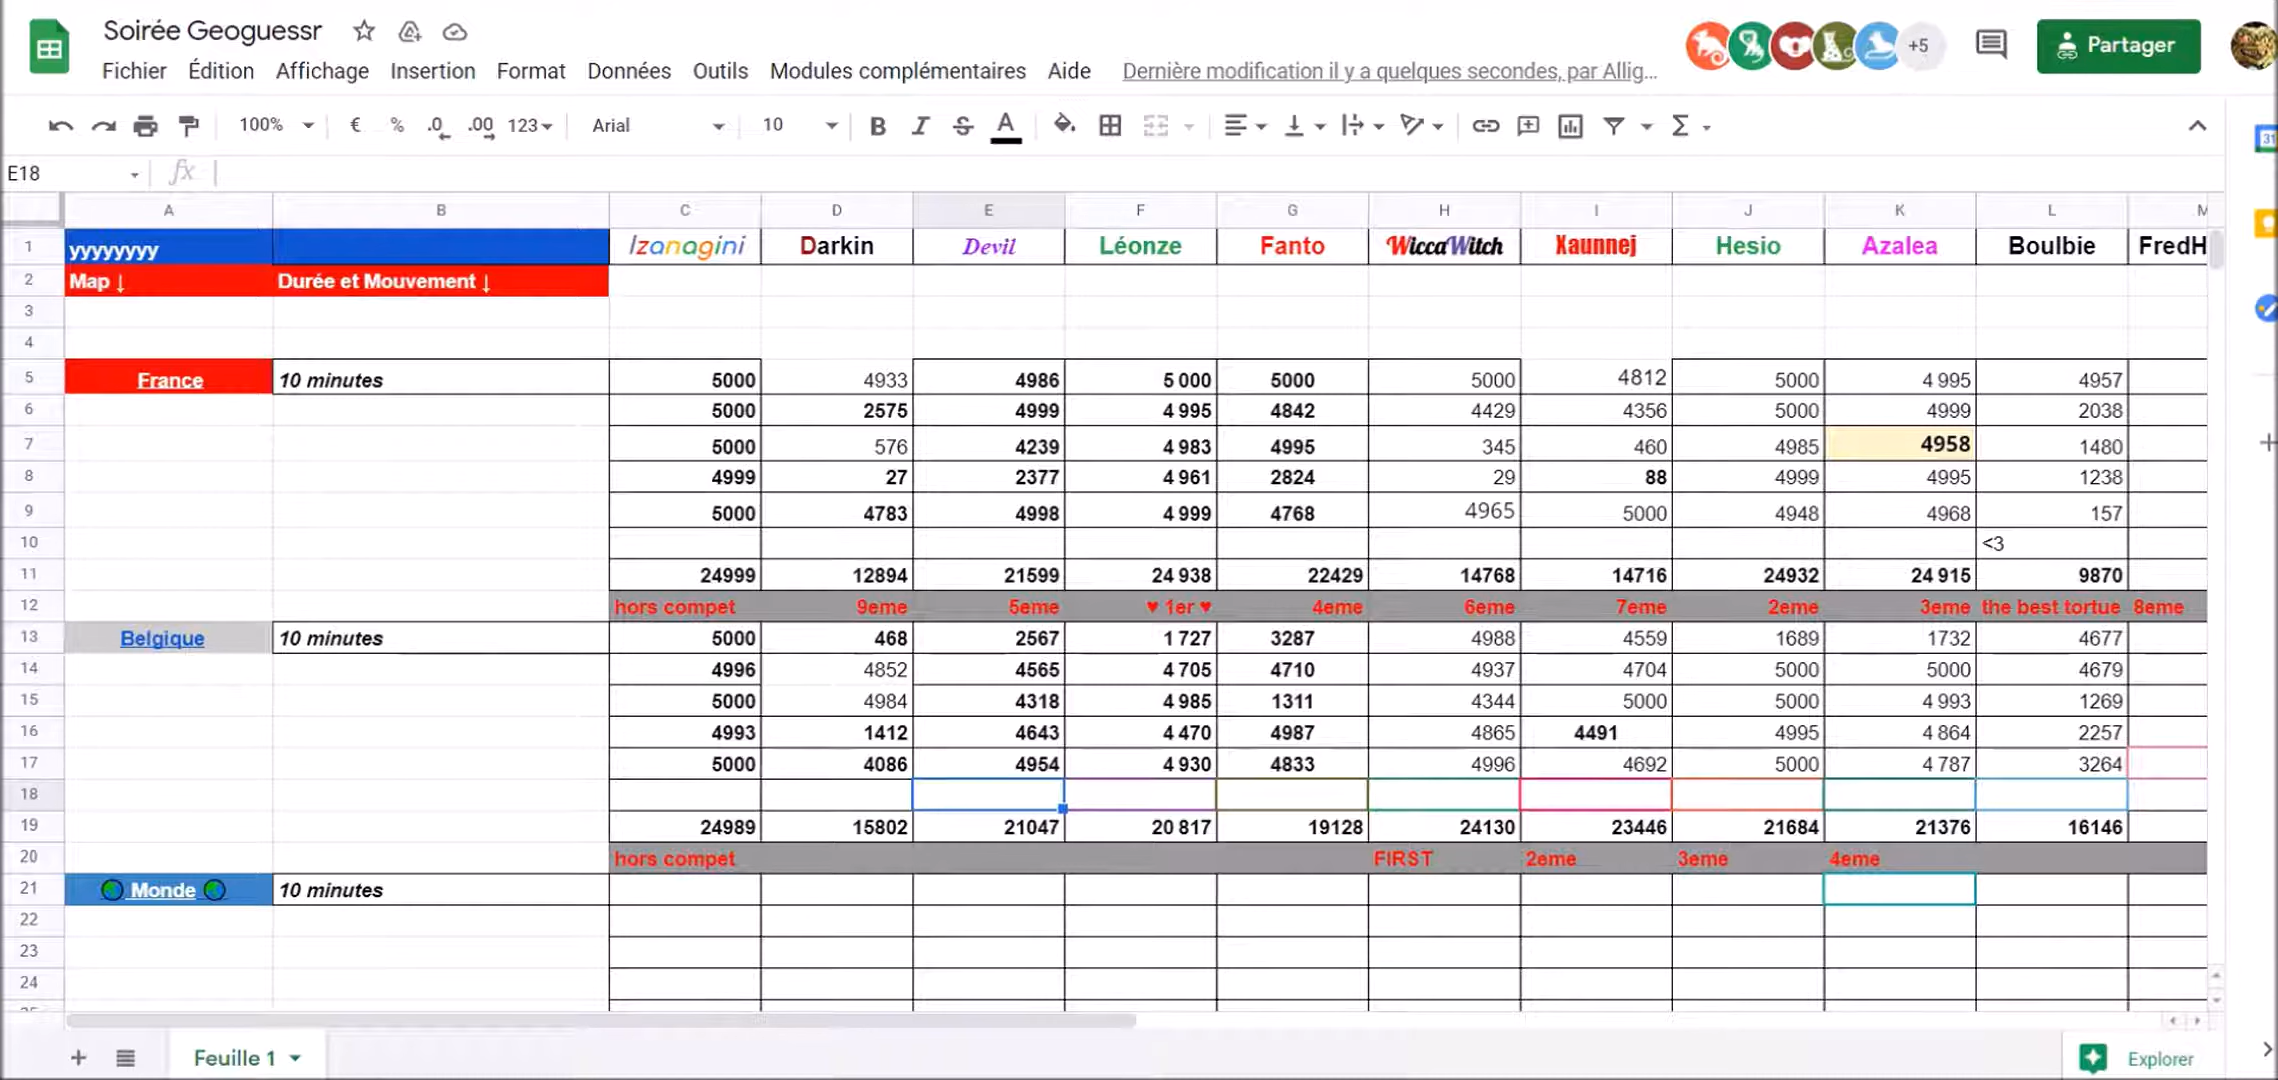 Soirée Geoguessr
+5
Partager
Fichier Édition Affichage Insertion Format Données Outils Modules complémentaires Aide Dernière modification il y a quelques secondes, par Allig...
100% € % .0 .00 123 Arial 10 B I S A Σ
E18 fx
A B C D E F G H I J K L M
1 yyyyyyyy Izanagini Darkin Devil Léonze Fanto WiccaWitch Xaunnej Hesio Azalea Boulbie FredH
2 Map ↓ Durée et Mouvement ↓
3
4
5 France 10 minutes 5000 4933 4986 5 000 5000 5000 4812 5000 4 995 4957
6 5000 2575 4999 4 995 4842 4429 4356 5000 4999 2038
7 5000 576 4239 4 983 4995 345 460 4985 4958 1480
8 4999 27 2377 4 961 2824 29 88 4999 4995 1238
9 5000 4783 4998 4 999 4768 4965 5000 4948 4968 157
10 <3
11 24999 12894 21599 24 938 22429 14768 14716 24932 24 915 9870
12 hors compet 9eme 5eme ♥ 1er ♥ 4eme 6eme 7eme 2eme 3eme the best tortue 8eme
13 Belgique 10 minutes 5000 468 2567 1 727 3287 4988 4559 1689 1732 4677
14 4996 4852 4565 4 705 4710 4937 4704 5000 5000 4679
15 5000 4984 4318 4 985 1311 4344 5000 5000 4 993 1269
16 4993 1412 4643 4 470 4987 4865 4491 4995 4 864 2257
17 5000 4086 4954 4 930 4833 4996 4692 5000 4 787 3264
18
19 24989 15802 21047 20 817 19128 24130 23446 21684 21376 16146
20 hors compet FIRST 2eme 3eme 4eme
21 Monde 10 minutes
22
23
24
Feuille 1
Explorer